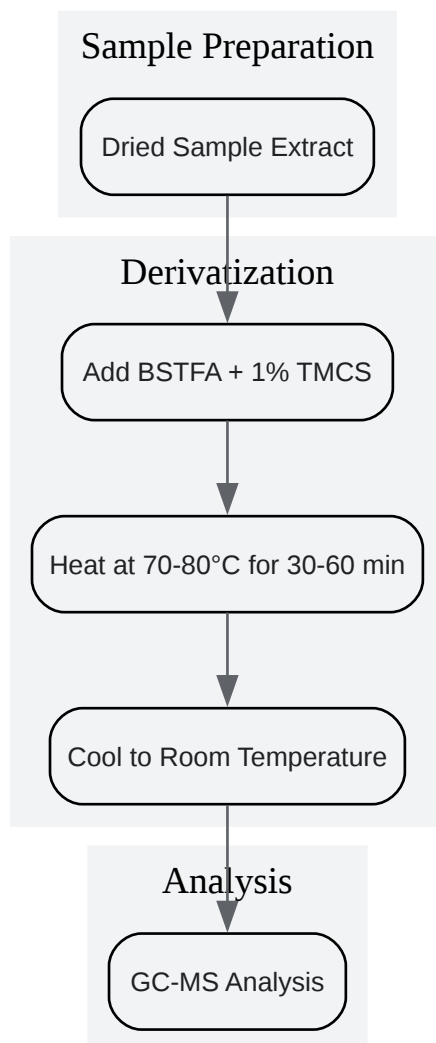 Sample Preparation
Dried Sample Extract
Derivatization
Add BSTFA + 1% TMCS
Heat at 70-80°C for 30-60 min
Cool to Room Temperature
Analysis
GC-MS Analysis